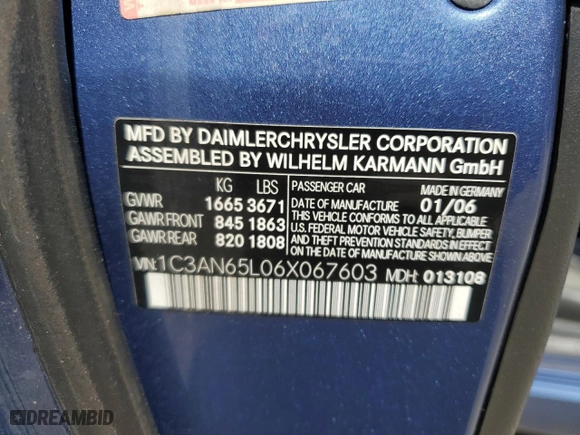 MFD BY DAIMLERCHRYSLER CORPORATION
ASSEMBLED BY WILHELM KARMANN GmbH
KG LBS
GVWR 1665 3671
GAWR FRONT 845 1863
GAWR REAR 820 1808
PASSENGER CAR MADE IN GERMANY
DATE OF MANUFACTURE 01/06
THIS VEHICLE CONFORMS TO ALL APPLICABLE
U.S. FEDERAL MOTOR VEHICLE SAFETY, BUMPER
AND THEFT PREVENTION STANDARDS IN EFFECT
ON THE DATE OF MANUFACTURE SHOWN ABOVE.
VIN: 1C3AN65L06X067603 MDH: 013108
DREAMBID